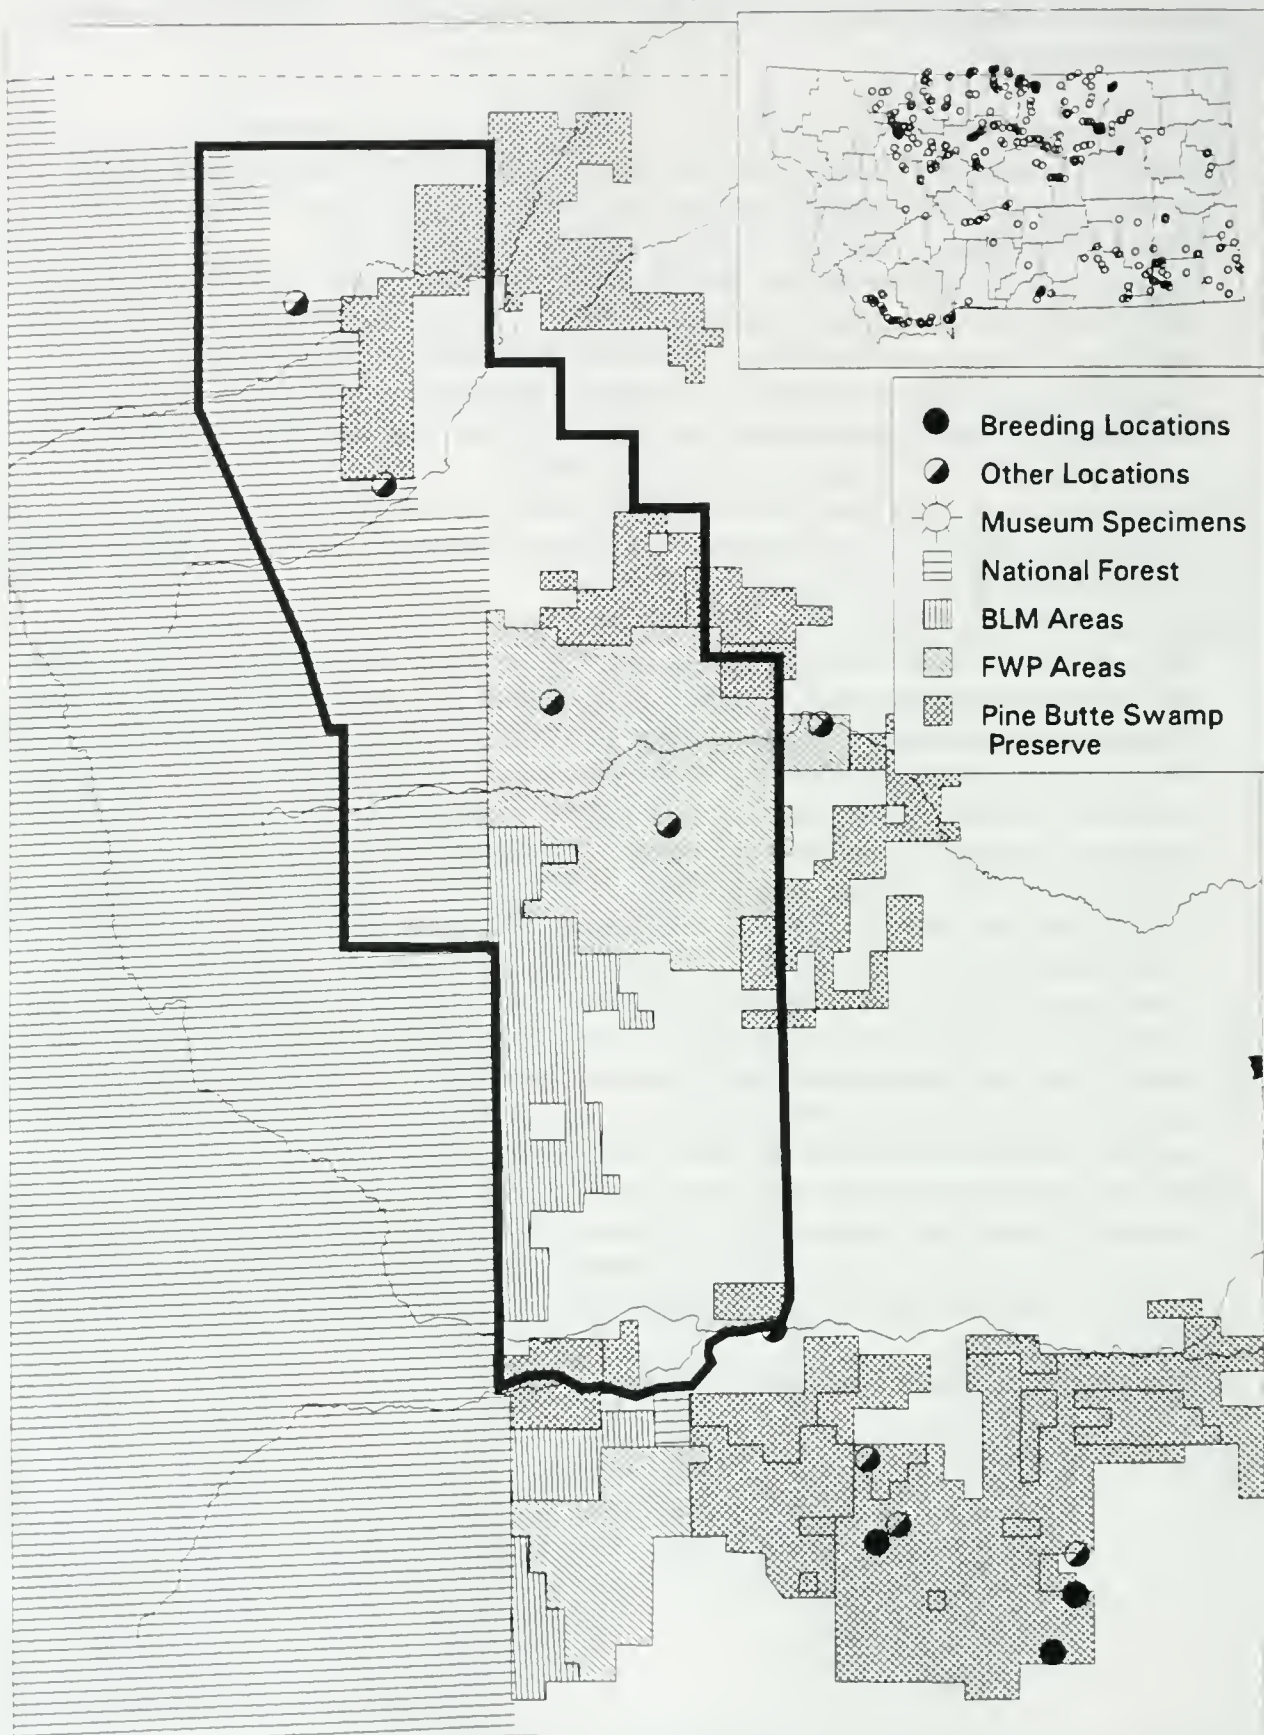 Breeding Locations
Other Locations
Museum Specimens
National Forest
BLM Areas
FWP Areas
Pine Butte Swamp
Preserve